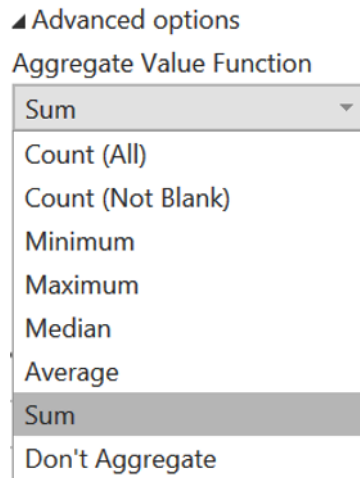 Advanced options
Aggregate Value Function
Sum
Count (All)
Count (Not Blank)
Minimum
Maximum
Median
Average
Sum
Don't Aggregate